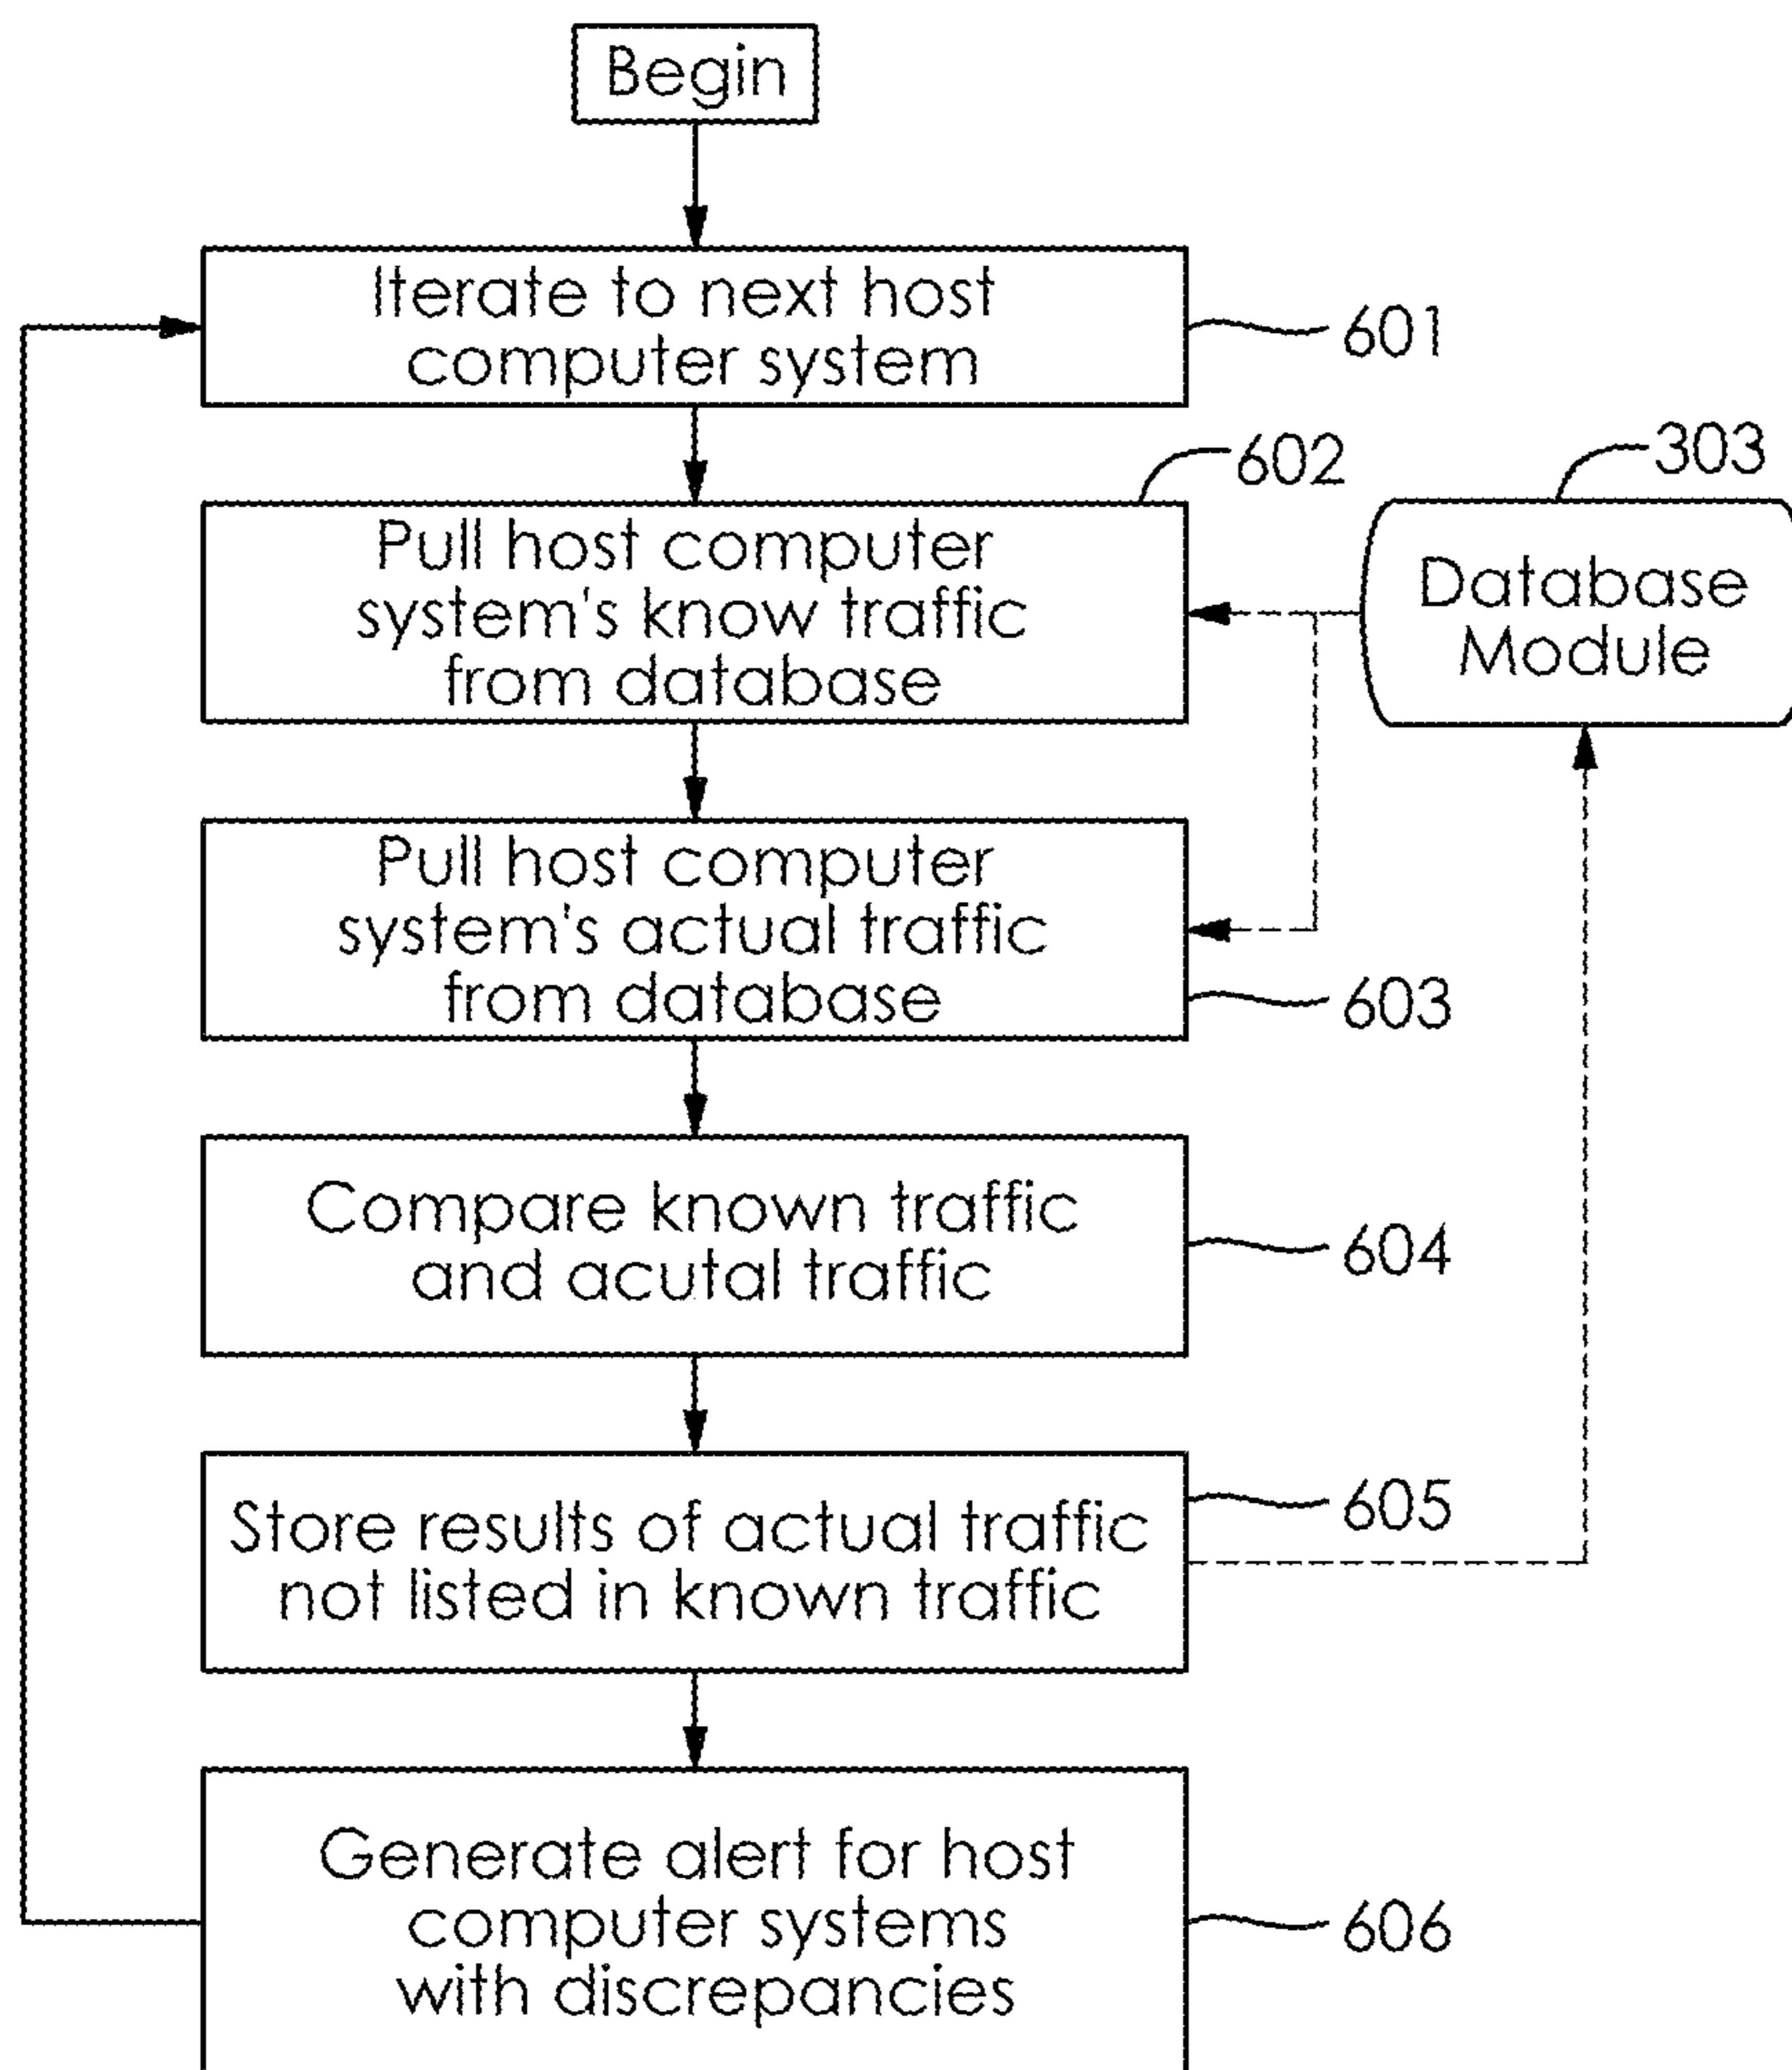 Begin
Iterate to next host
computer system
601
602
303
Pull host computer
system's know traffic
from database
Database
Module
Pull host computer
system's actual traffic
from database
603
Compare known traffic
and acutal traffic
604
Store results of actual traffic
not listed in known traffic
605
Generate alert for host
computer systems
with discrepancies
606